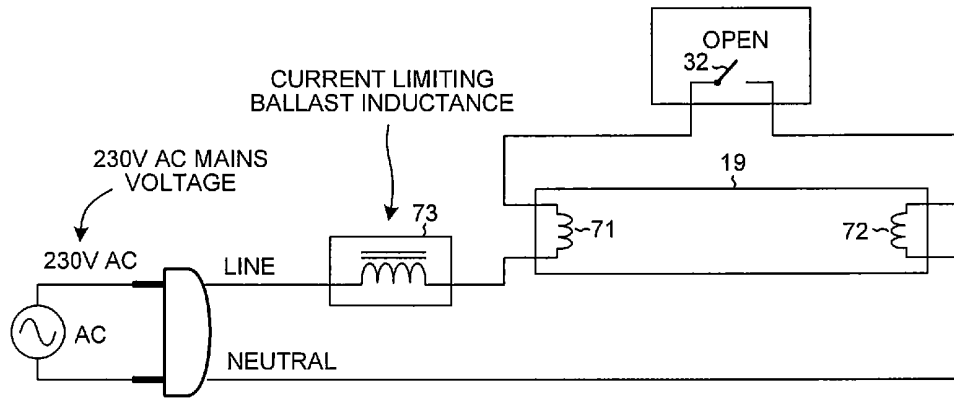 OPEN
32
CURRENT LIMITING
BALLAST INDUCTANCE
230V AC MAINS
VOLTAGE
19
73
71
72
230V AC
LINE
AC
NEUTRAL